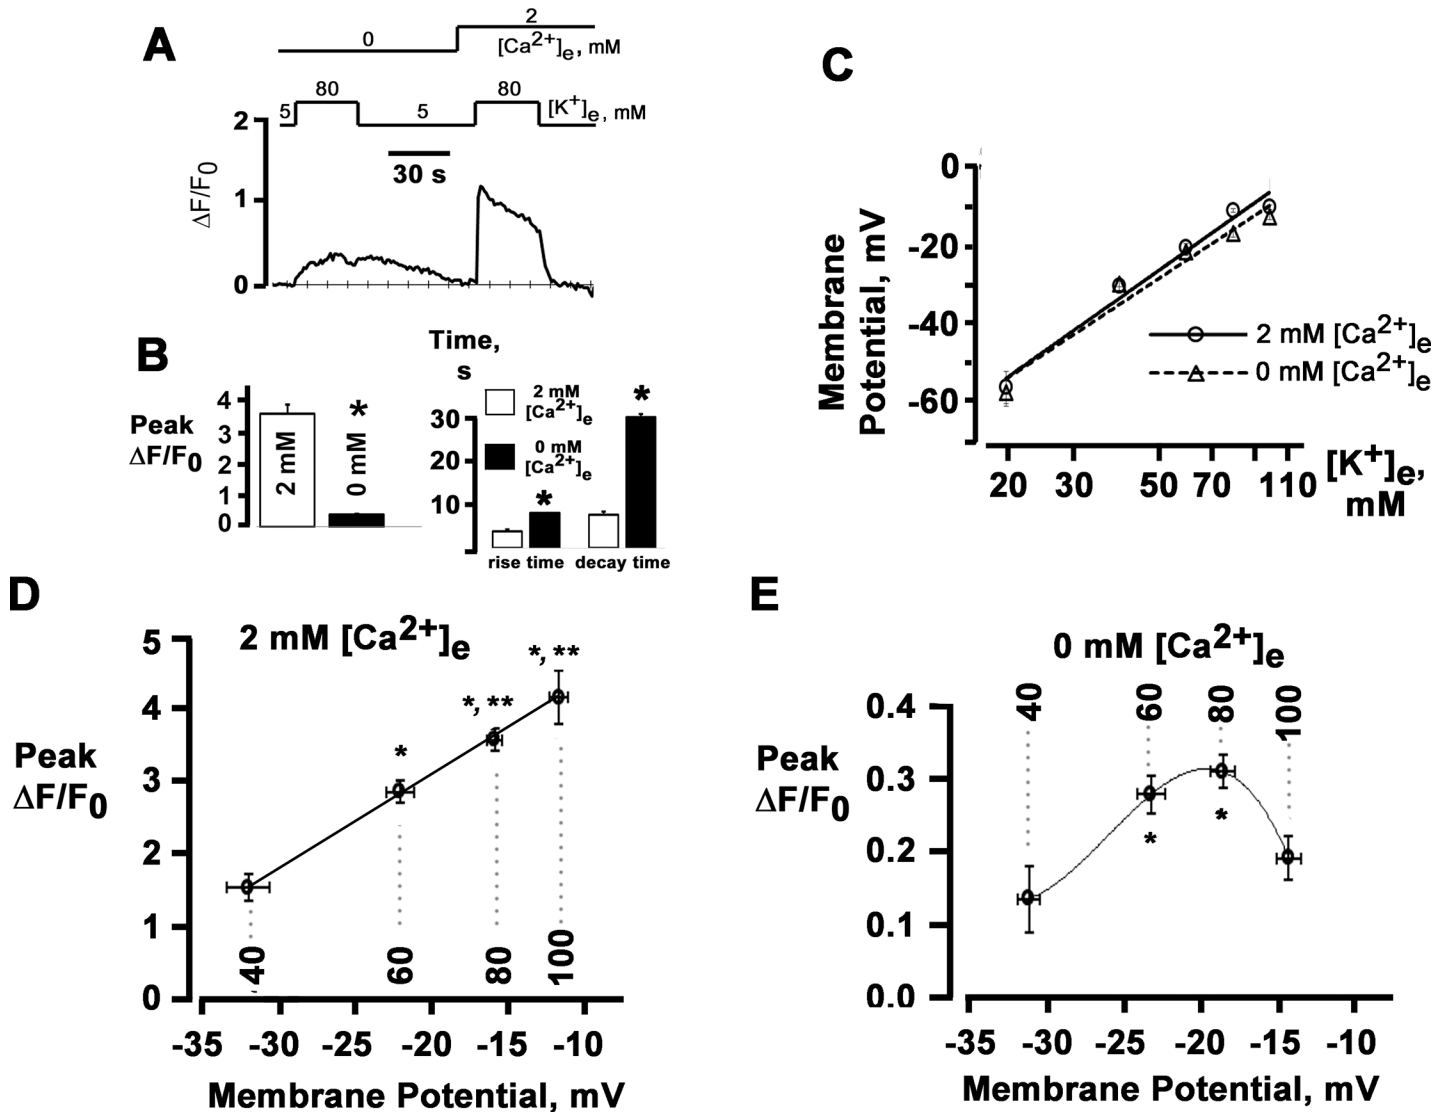 A
0
2
[Ca2+]e, mM
5
80
5
80
[K+]e, mM
2
1
0
ΔF/F0
30 s
B
Peak
ΔF/F0
4
3
2
1
0
2 mM
0 mM
*
Time,
s
30
20
10
2 mM
[Ca2+]e
0 mM
[Ca2+]e
*
*
rise time
decay time
C
Membrane
Potential, mV
0
-20
-40
-60
2 mM [Ca2+]e
0 mM [Ca2+]e
20
30
50
70
110
[K+]e,
mM
D
2 mM [Ca2+]e
Peak
ΔF/F0
5
4
3
2
1
0
*
*, **
*, **
40
60
80
100
-35
-30
-25
-20
-15
-10
Membrane Potential, mV
E
0 mM [Ca2+]e
Peak
ΔF/F0
0.4
0.3
0.2
0.1
0.0
40
60
80
100
*
*
-35
-30
-25
-20
-15
-10
Membrane Potential, mV